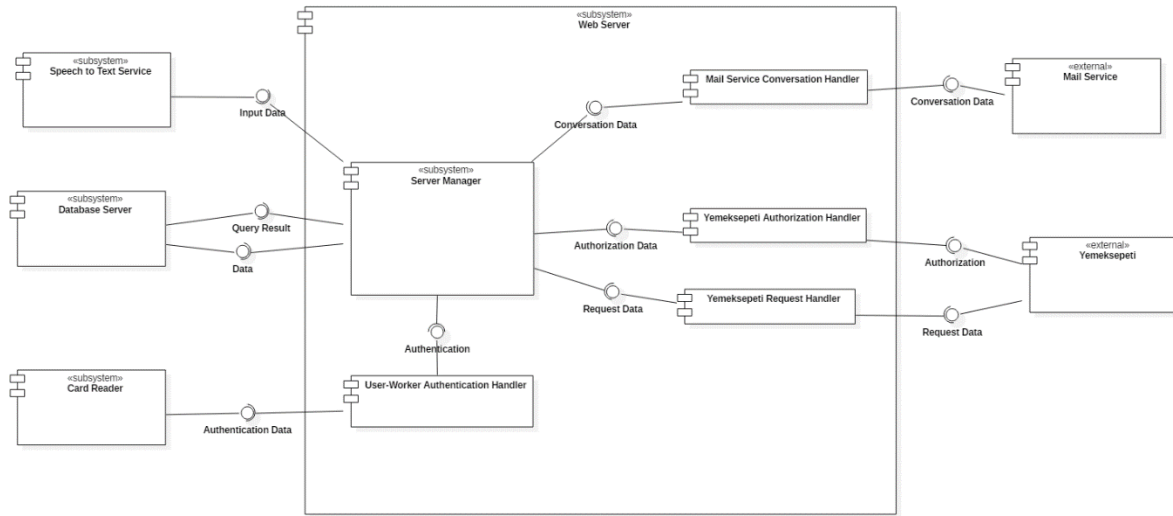 «subsystem»
Web Server
«subsystem»
Speech to Text Service
Input Data
Mail Service Conversation Handler
Conversation Data
Conversation Data
«external»
Mail Service
«subsystem»
Server Manager
«subsystem»
Database Server
Query Result
Data
Yemeksepeti Authorization Handler
Authorization Data
Authorization
«external»
Yemeksepeti
Yemeksepeti Request Handler
Request Data
Request Data
Authentication
«subsystem»
Card Reader
Authentication Data
User-Worker Authentication Handler